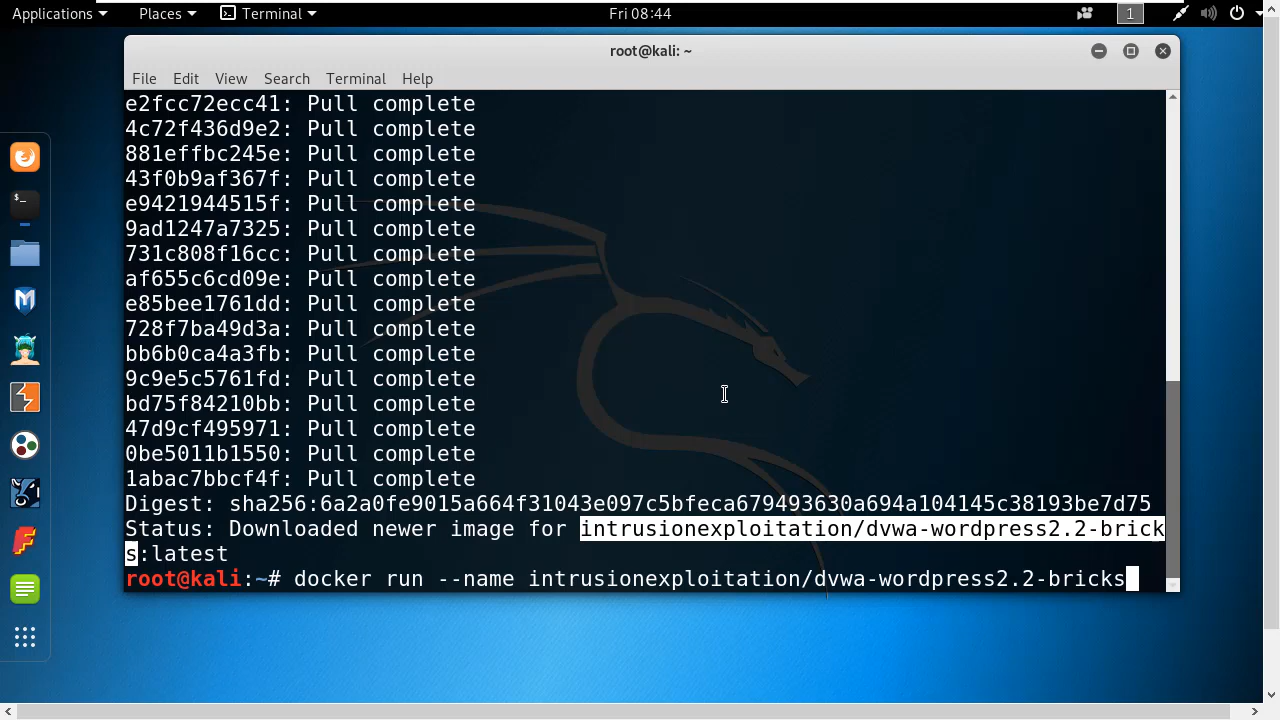 Applications Places Terminal Fri 08:44 1
root@kali: ~
File Edit View Search Terminal Help
e2fcc72ecc41: Pull complete
4c72f436d9e2: Pull complete
881effbc245e: Pull complete
43f0b9af367f: Pull complete
e9421944515f: Pull complete
9ad1247a7325: Pull complete
731c808f16cc: Pull complete
af655c6cd09e: Pull complete
e85bee1761dd: Pull complete
728f7ba49d3a: Pull complete
bb6b0ca4a3fb: Pull complete
9c9e5c5761fd: Pull complete
bd75f84210bb: Pull complete
47d9cf495971: Pull complete
0be5011b1550: Pull complete
1abac7bbcf4f: Pull complete
Digest: sha256:6a2a0fe9015a664f31043e097c5bfeca679493630a694a104145c38193be7d75
Status: Downloaded newer image for intrusionexploitation/dvwa-wordpress2.2-brick
s:latest
root@kali:~# docker run --name intrusionexploitation/dvwa-wordpress2.2-bricks